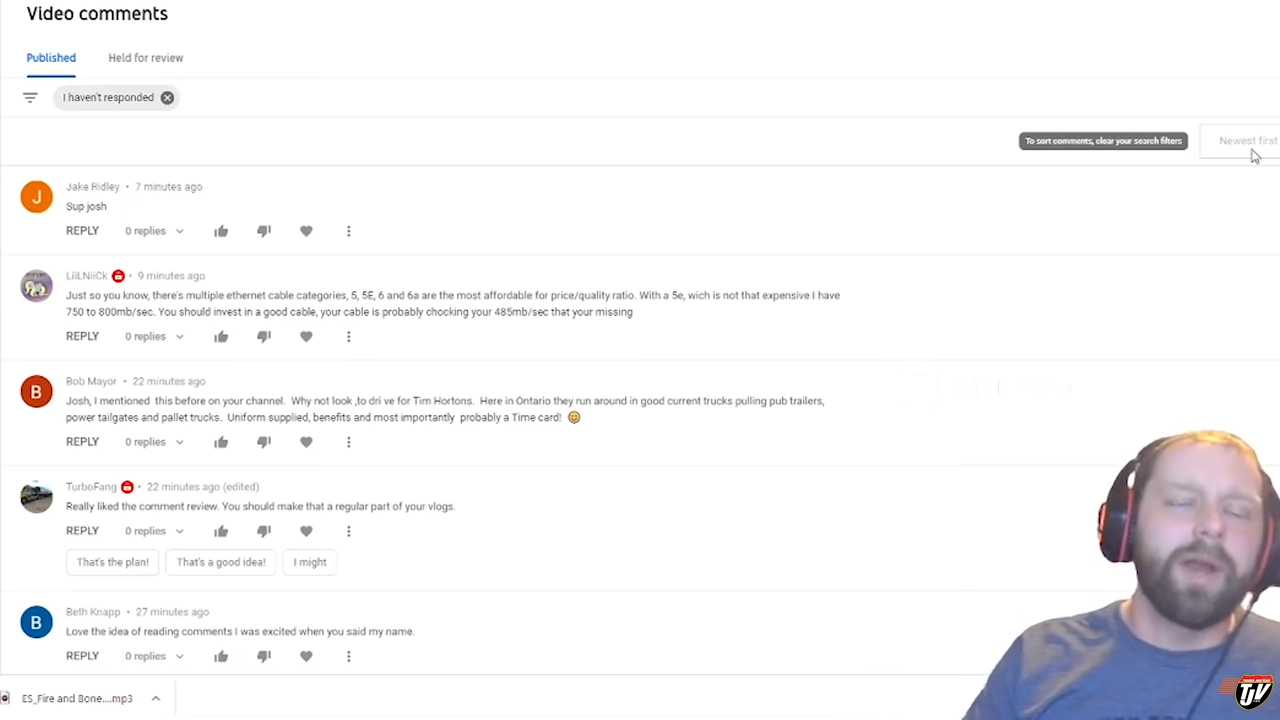 Video comments
Published
Held for review
I haven't responded
To sort comments, clear your search filters
Newest first
J
Jake Ridley • 7 minutes ago
Sup josh
REPLY 0 replies
LiiLNiiCk • 9 minutes ago
Just so you know, there's multiple ethernet cable categories, 5, 5E, 6 and 6a are the most affordable for price/quality ratio. With a 5e, wich is not that expensive I have
750 to 800mb/sec. You should invest in a good cable, your cable is probably chocking your 485mb/sec that your missing
REPLY 0 replies
B
Bob Mayor • 22 minutes ago
Josh, I mentioned this before on your channel. Why not look ,to dri ve for Tim Hortons. Here in Ontario they run around in good current trucks pulling pub trailers,
power tailgates and pallet trucks. Uniform supplied, benefits and most importantly probably a Time card! 😊
REPLY 0 replies
TurboFang • 22 minutes ago (edited)
Really liked the comment review. You should make that a regular part of your vlogs.
REPLY 0 replies
That's the plan! That's a good idea! I might
B
Beth Knapp • 27 minutes ago
Love the idea of reading comments I was excited when you said my name.
REPLY 0 replies
ES_Fire and Bone....mp3
TJV